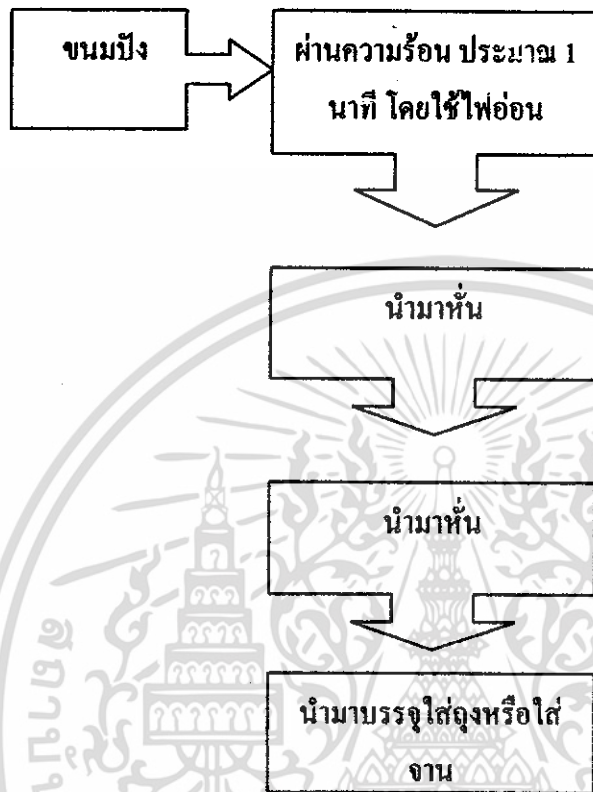 ขนมปัง
ผ่านความร้อน ประมาณ 1
นาที โดยใช้ไฟอ่อน
นำมาหั่น
นำมาหั่น
นำมาบรรจุใส่ถุงหรือใส่
จาน